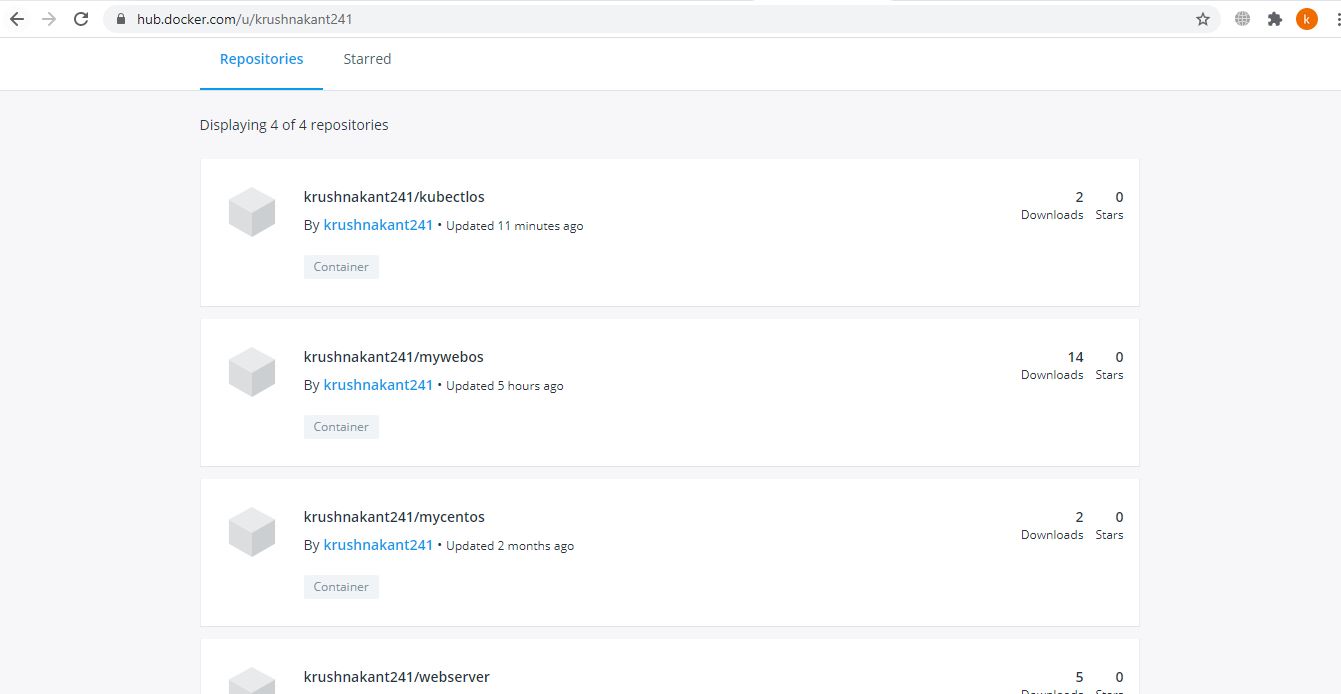 hub.docker.com/u/krushnakant241
k
Repositories Starred
Displaying 4 of 4 repositories
krushnakant241/kubectlos 2 0
By krushnakant241 • Updated 11 minutes ago Downloads Stars
Container
krushnakant241/mywebos 14 0
By krushnakant241 • Updated 5 hours ago Downloads Stars
Container
krushnakant241/mycentos 2 0
By krushnakant241 • Updated 2 months ago Downloads Stars
Container
krushnakant241/webserver 5 0
Downloads Stars